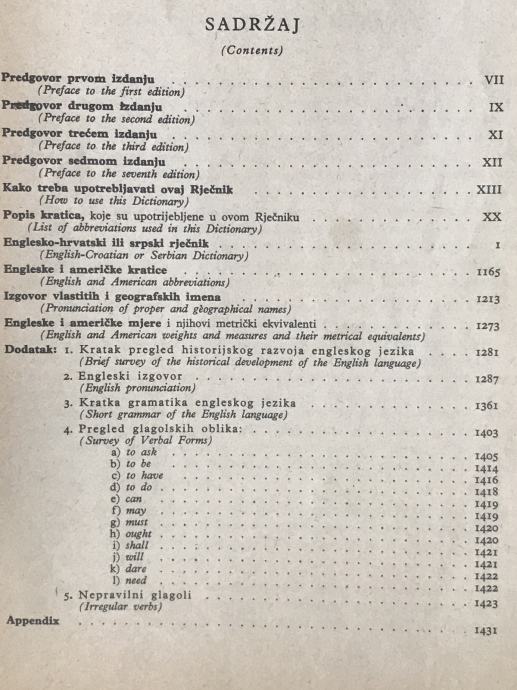 SADRŽAJ
(Contents)
Predgovor prvom izdanju . . . . . . . . . . . . . . . . . . . . VII
(Preface to the first edition)
Predgovor drugom izdanju . . . . . . . . . . . . . . . . . . . . IX
(Preface to the second edition)
Predgovor trećem izdanju . . . . . . . . . . . . . . . . . . . . XI
(Preface to the third edition)
Predgovor sedmom izdanju . . . . . . . . . . . . . . . . . . . . XII
(Preface to the seventh edition)
Kako treba upotrebljavati ovaj Rječnik . . . . . . . . . . . . . . . XIII
(How to use this Dictionary)
Popis kratica, koje su upotrijebljene u ovom Rječniku . . . . . . . . . . XX
(List of abbreviations used in this Dictionary)
Englesko-hrvatski ili srpski rječnik . . . . . . . . . . . . . . . . . 1
(English-Croatian or Serbian Dictionary)
Engleske i američke kratice . . . . . . . . . . . . . . . . . . . 1165
(English and American abbreviations)
Izgovor vlastitih i geografskih imena . . . . . . . . . . . . . . . . 1213
(Pronunciation of proper and geographical names)
Engleske i američke mjere i njihovi metrički ekvivalenti . . . . . . . . . . 1273
(English and American weights and measures and their metrical equivalents)
Dodatak: 1. Kratak pregled historijskog razvoja engleskog jezika . . . . . 1281
(Brief survey of the historical development of the English language)
2. Engleski izgovor . . . . . . . . . . . . . . . . . . . . 1287
(English pronunciation)
3. Kratka gramatika engleskog jezika . . . . . . . . . . . . . 1361
(Short grammar of the English language)
4. Pregled glagolskih oblika: . . . . . . . . . . . . . . . . 1403
(Survey of Verbal Forms)
a) to ask . . . . . . . . . . . . . . . . . . . . 1405
b) to be . . . . . . . . . . . . . . . . . . . . 1414
c) to have . . . . . . . . . . . . . . . . . . . . 1416
d) to do . . . . . . . . . . . . . . . . . . . . 1418
e) can . . . . . . . . . . . . . . . . . . . . 1419
f) may . . . . . . . . . . . . . . . . . . . . 1419
g) must . . . . . . . . . . . . . . . . . . . . 1420
h) ought . . . . . . . . . . . . . . . . . . . . 1420
i) shall . . . . . . . . . . . . . . . . . . . . 1421
j) will . . . . . . . . . . . . . . . . . . . . 1421
k) dare . . . . . . . . . . . . . . . . . . . . 1422
l) need . . . . . . . . . . . . . . . . . . . . 1422
5. Nepravilni glagoli . . . . . . . . . . . . . . . . . . . . 1423
(Irregular verbs)
Appendix . . . . . . . . . . . . . . . . . . . . . . . . . 1431